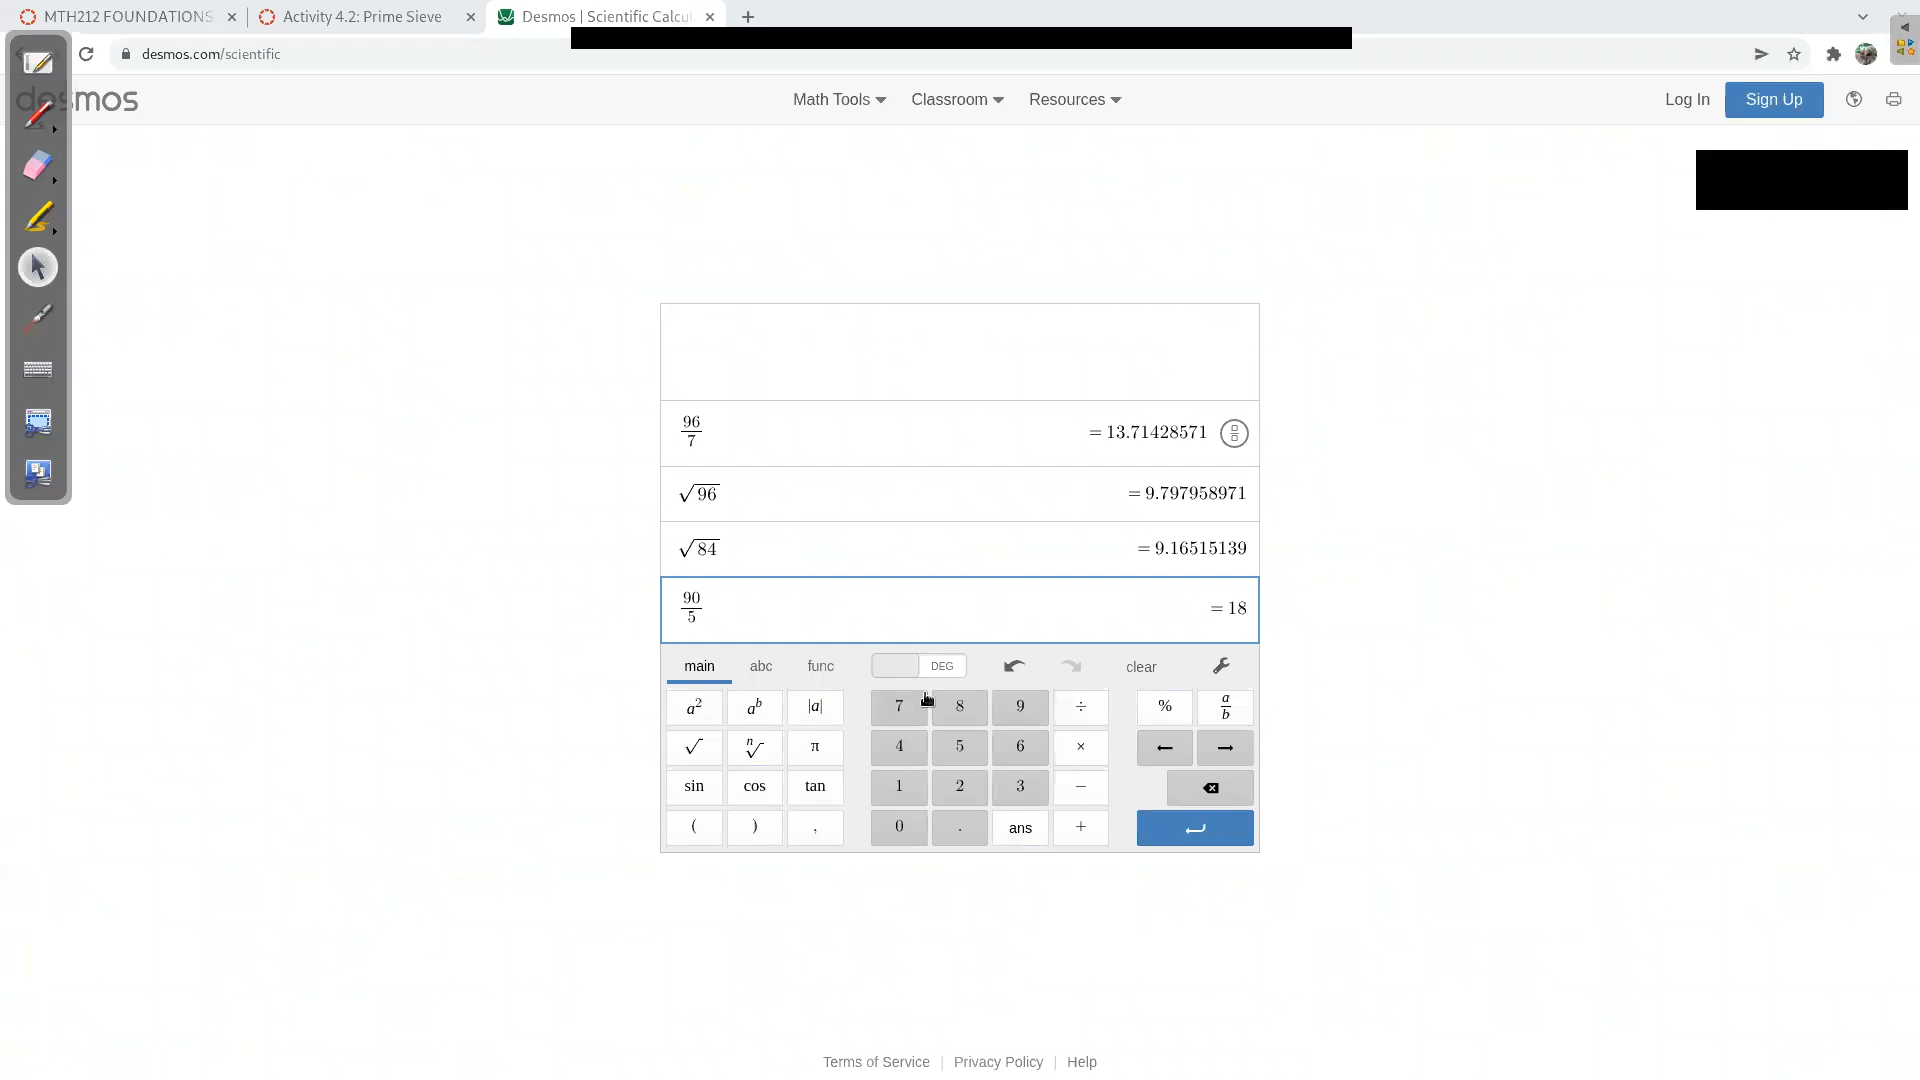 MTH212 FOUNDATIONS
Activity 4.2: Prime Sieve
Desmos | Scientific Calcu
desmos.com/scientific
desmos
Math Tools
Classroom
Resources
Log In
Sign Up
96/7 = 13.71428571
√96 = 9.797958971
√84 = 9.16515139
90/5 = 18
main abc func DEG clear
a² aᵇ |a| 7 8 9 ÷ % a/b
√ ⁿ√ π 4 5 6 × ← →
sin cos tan 1 2 3 −
( ) , 0 . ans +
Terms of Service | Privacy Policy | Help